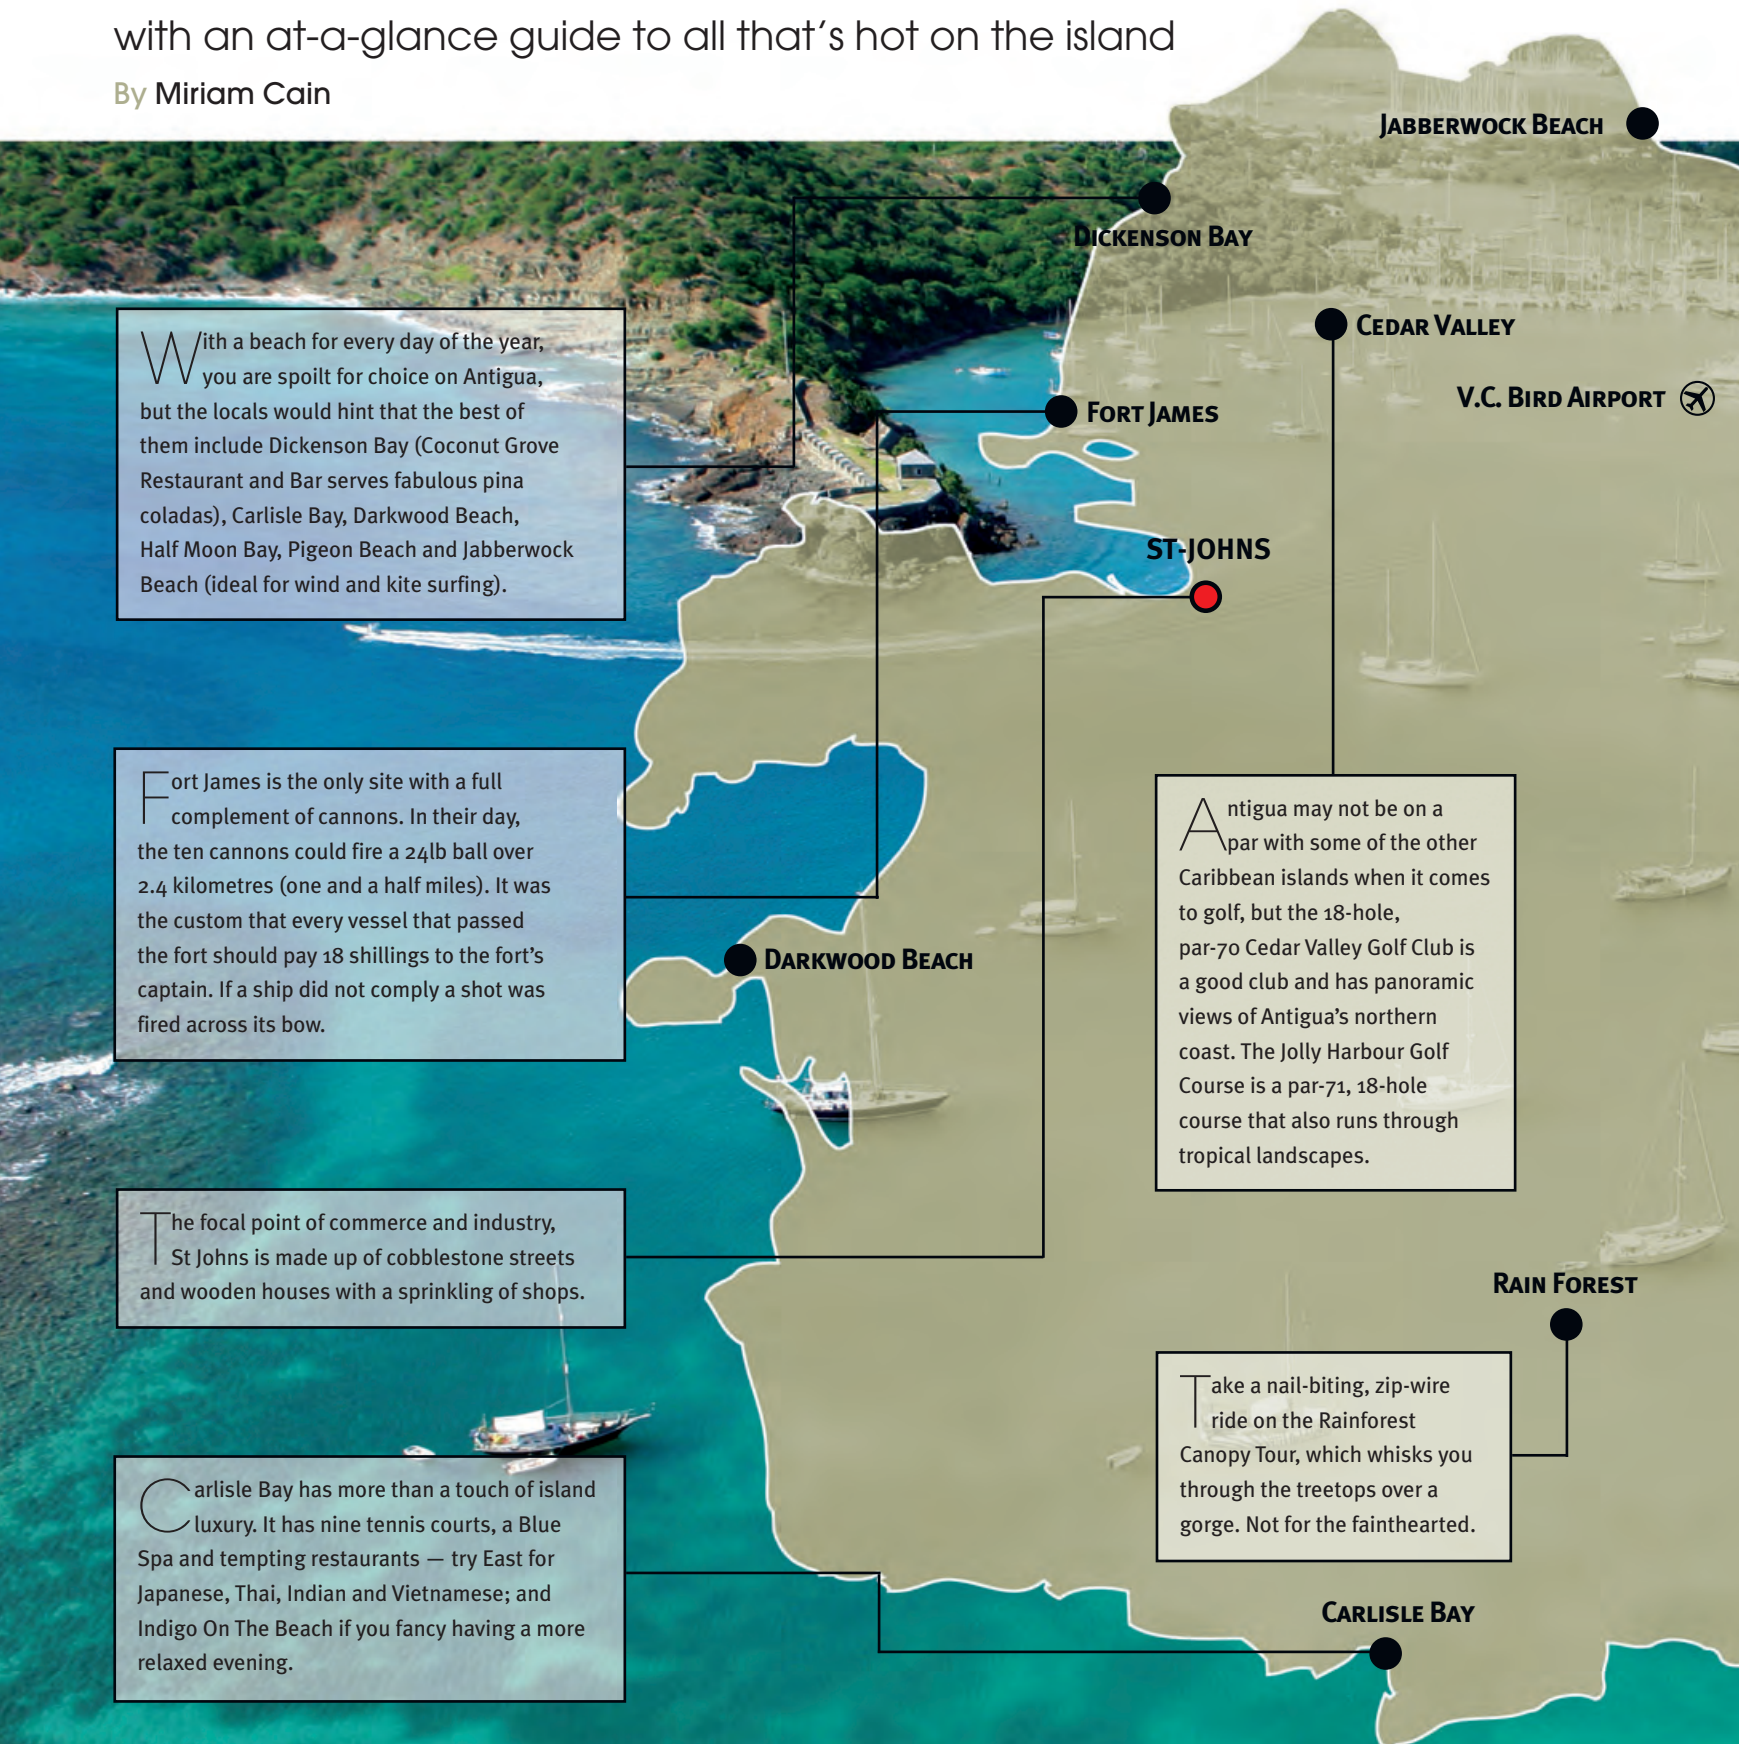 with an at-a-glance guide to all that's hot on the island
By Miriam Cain
JABBERWOCK BEACH
DICKENSON BAY
CEDAR VALLEY
V.C. BIRD AIRPORT
FORT JAMES
ST-JOHNS
With a beach for every day of the year,
you are spoilt for choice on Antigua,
but the locals would hint that the best of
them include Dickenson Bay (Coconut Grove
Restaurant and Bar serves fabulous pina
coladas), Carlisle Bay, Darkwood Beach,
Half Moon Bay, Pigeon Beach and Jabberwock
Beach (ideal for wind and kite surfing).
Fort James is the only site with a full
complement of cannons. In their day,
the ten cannons could fire a 24lb ball over
2.4 kilometres (one and a half miles). It was
the custom that every vessel that passed
the fort should pay 18 shillings to the fort's
captain. If a ship did not comply a shot was
fired across its bow.
DARKWOOD BEACH
Antigua may not be on a
par with some of the other
Caribbean islands when it comes
to golf, but the 18-hole,
par-70 Cedar Valley Golf Club is
a good club and has panoramic
views of Antigua's northern
coast. The Jolly Harbour Golf
Course is a par-71, 18-hole
course that also runs through
tropical landscapes.
The focal point of commerce and industry,
St Johns is made up of cobblestone streets
and wooden houses with a sprinkling of shops.
RAIN FOREST
Take a nail-biting, zip-wire
ride on the Rainforest
Canopy Tour, which whisks you
through the treetops over a
gorge. Not for the fainthearted.
Carlisle Bay has more than a touch of island
luxury. It has nine tennis courts, a Blue
Spa and tempting restaurants — try East for
Japanese, Thai, Indian and Vietnamese; and
Indigo On The Beach if you fancy having a more
relaxed evening.
CARLISLE BAY